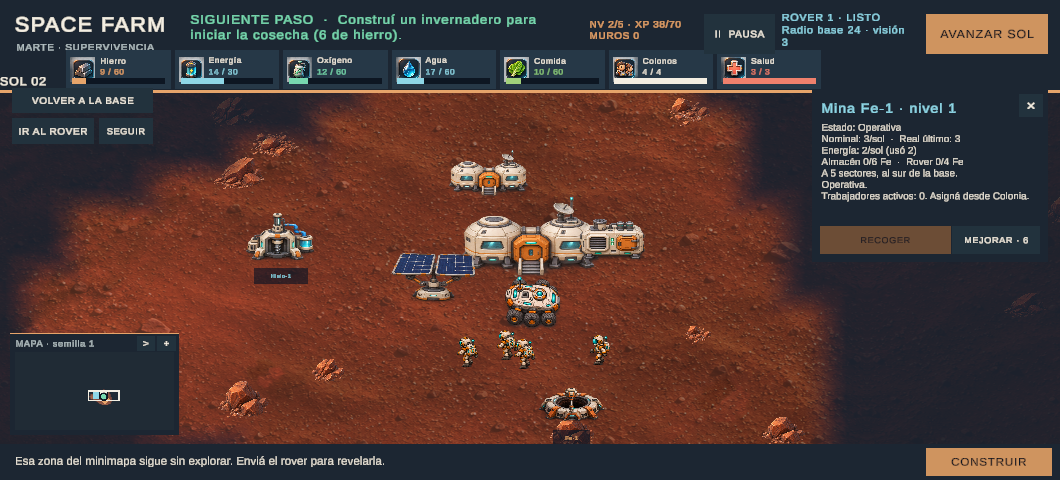 SPACE FARM
MARTE · SUPERVIVENCIA
SIGUIENTE PASO · Construí un invernadero para
iniciar la cosecha (6 de hierro).
NV 2/5 · XP 38/70
MUROS 0
II PAUSA
ROVER 1 · LISTO
Radio base 24 · visión
3
AVANZAR SOL
SOL 02
Hierro
9 / 60
Energía
14 / 30
Oxígeno
12 / 60
Agua
17 / 60
Comida
10 / 60
Colonos
4 / 4
Salud
3 / 3
VOLVER A LA BASE
IR AL ROVER
SEGUIR
Mina Fe-1 · nivel 1
×
Estado: Operativa
Nominal: 3/sol · Real último: 3
Energía: 2/sol (usó 2)
Almacén 0/6 Fe · Rover 0/4 Fe
A 5 sectores, al sur de la base.
Operativa.
Trabajadores activos: 0. Asigná desde Colonia.
RECOGER
MEJORAR · 6
Hielo-1
MAPA · semilla 1
>
+
Esa zona del minimapa sigue sin explorar. Enviá el rover para revelarla.
CONSTRUIR